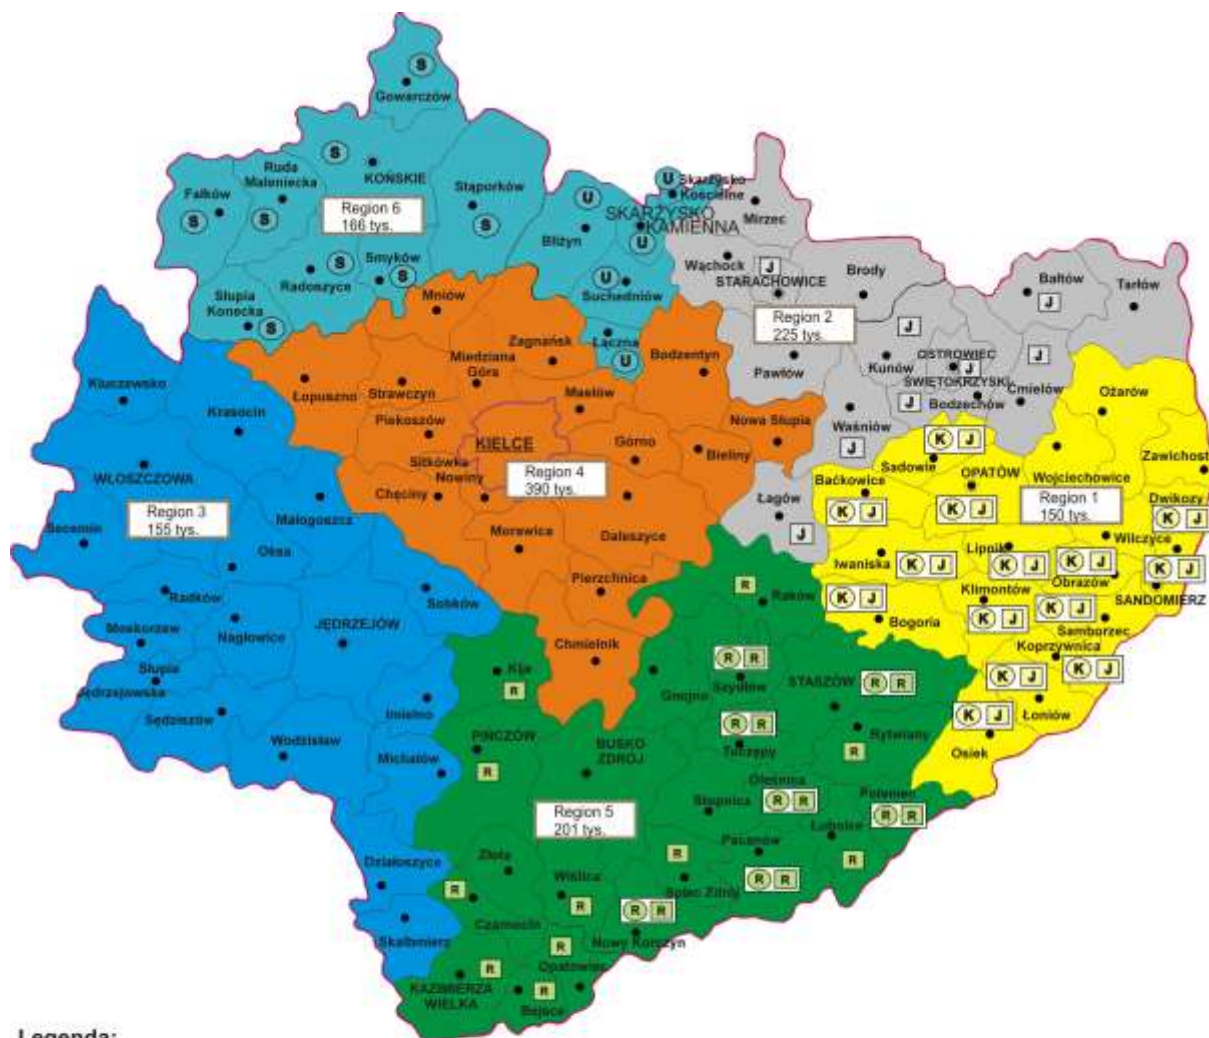 S
Gowarczów
S
Ruda
Maleniecka
KOŃSKIE
Stąporków
Fałków
S
S
S
Region 6
166 tys.
U
U
Skarżysko
Kościelne
SKARŻYSKO
KAMIENNA
Bliżyn
U
Mirzec
Smyków
S
S
Radoszyce
Słupia
Konecka
S
U
Suchedniów
Łączna
U
Wąchock
J
STARACHOWICE
Brody
Bałtów
J
Tarłów
Region 2
225 tys.
J
Pawłów
Kunów
OSTROWIEC
J
ŚWIĘTOKRZYSKI
J
Ćmielów
J
Bodzechów
Waśniów
J
Łagów
J
Mniów
Zagnańsk
Miedziana
Góra
Bodzentyn
Łopuszno
Strawczyn
Masłów
Piekoszów
KIELCE
Górno
Nowa Słupia
Bieliny
Sitkówka
Nowiny
Region 4
390 tys.
Chęciny
Morawica
Daleszyce
Pierzchnica
Chmielnik
Kluczewsko
Krasocin
WŁOSZCZOWA
Region 3
155 tys.
Małogoszcz
Secemin
Oksa
Radków
Sobków
Moskorzew
Nagłowice
JĘDRZEJÓW
Słupia
Jędrzejowska
Sędziszów
Imielno
Wodzisław
Michałów
Działoszyce
Skalbmierz
Ożarów
K J
Sadowie
OPATÓW
Wojciechowice
Zawichost
Baćkowice
K J
K J
Region 1
150 tys.
Dwikozy
K J
Wilczyce
Iwaniska
K J
Lipnik
K J
K J
Obrazów
K J
SANDOMIERZ
Klimontów
K J
K J
Samborzec
K J
Bogoria
Koprzywnica
K J
K J
Łoniów
K J
Osiek
R
Raków
Kije
R
Gnojno
R R
Szydłów
STASZÓW
R R
PIŃCZÓW
R
BUSKO
ZDRÓJ
R R
Tuczępy
Rytwiany
R
Region 5
201 tys.
Oleśnica
R R
Stopnica
Połaniec
R R
Łubnice
R
Pacanów
R R
Złota
R
Wiślica
R
R
Solec Zdrój
Czarnocin
R R
Nowy Korczyn
R
Opatowiec
KAZIMIERZA
WIELKA
R
R
Bejsce
Legenda: